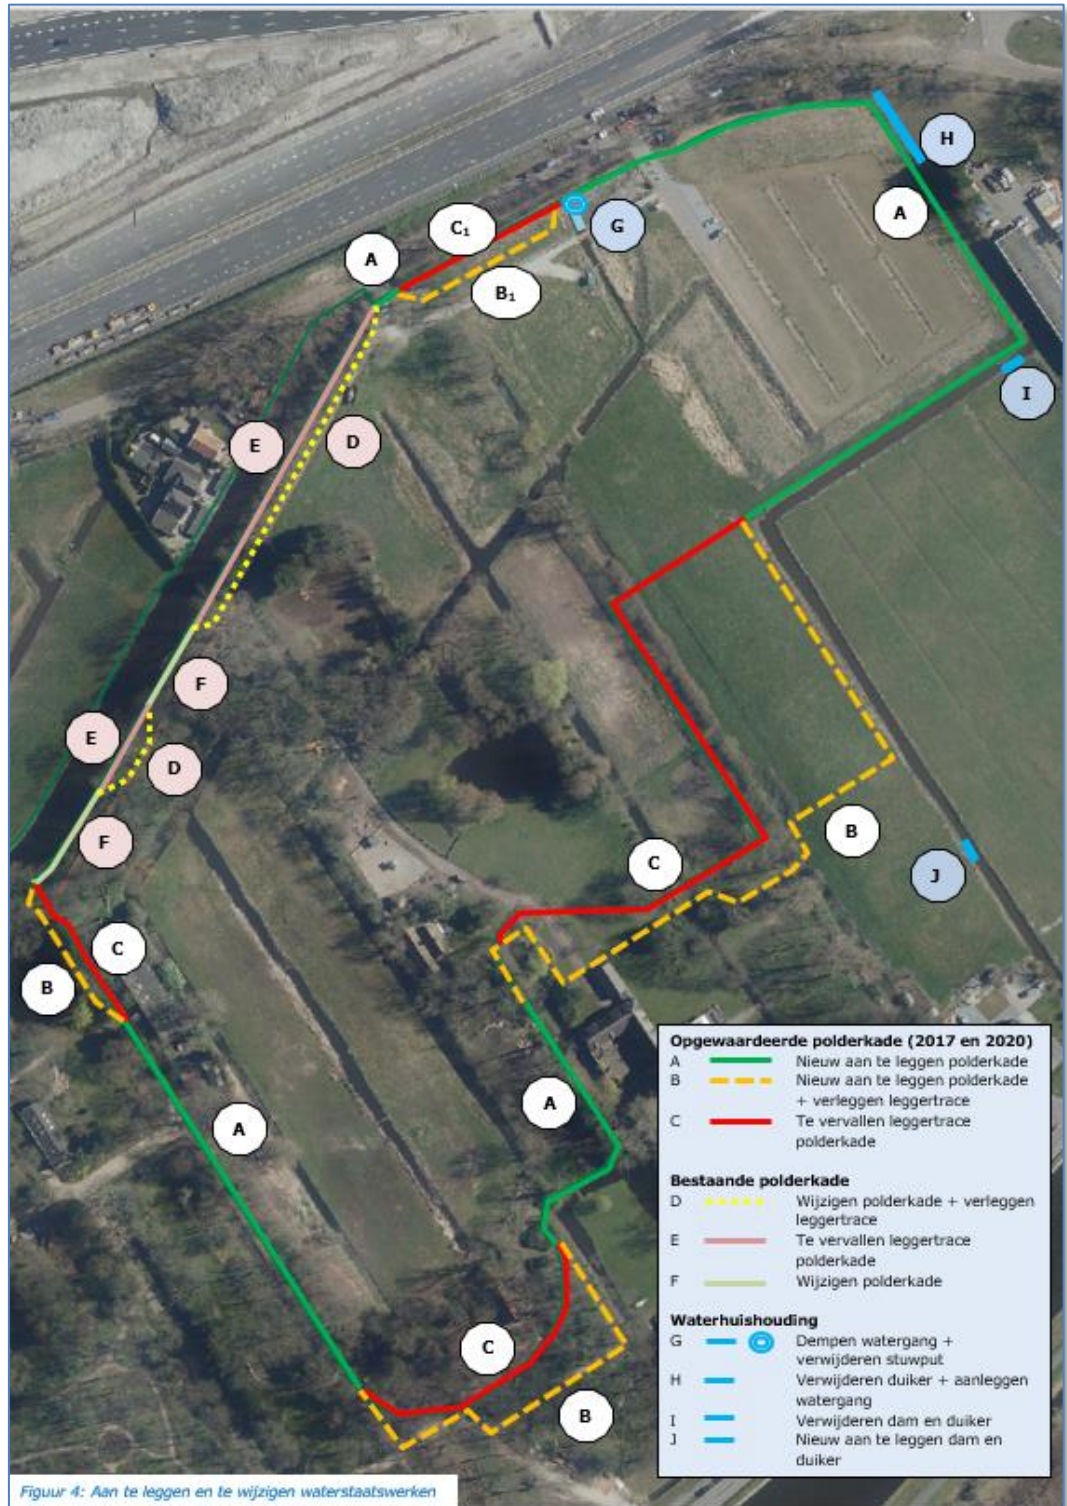 H
A
G
C₁
A
B₁
I
E
D
F
E
D
F
B
C
J
C
B
A
A
C
B
Opgewaardeerde polderkade (2017 en 2020)
A Nieuw aan te leggen polderkade
B Nieuw aan te leggen polderkade
+ verleggen leggertrace
C Te vervallen leggertrace
polderkade
Bestaande polderkade
D Wijzigen polderkade + verleggen
leggertrace
E Te vervallen leggertrace
polderkade
F Wijzigen polderkade
Waterhuishouding
G Dempen watergang +
verwijderen stuwput
H Verwijderen duiker + aanleggen
watergang
I Verwijderen dam en duiker
J Nieuw aan te leggen dam en
duiker
Figuur 4: Aan te leggen en te wijzigen waterstaatswerken